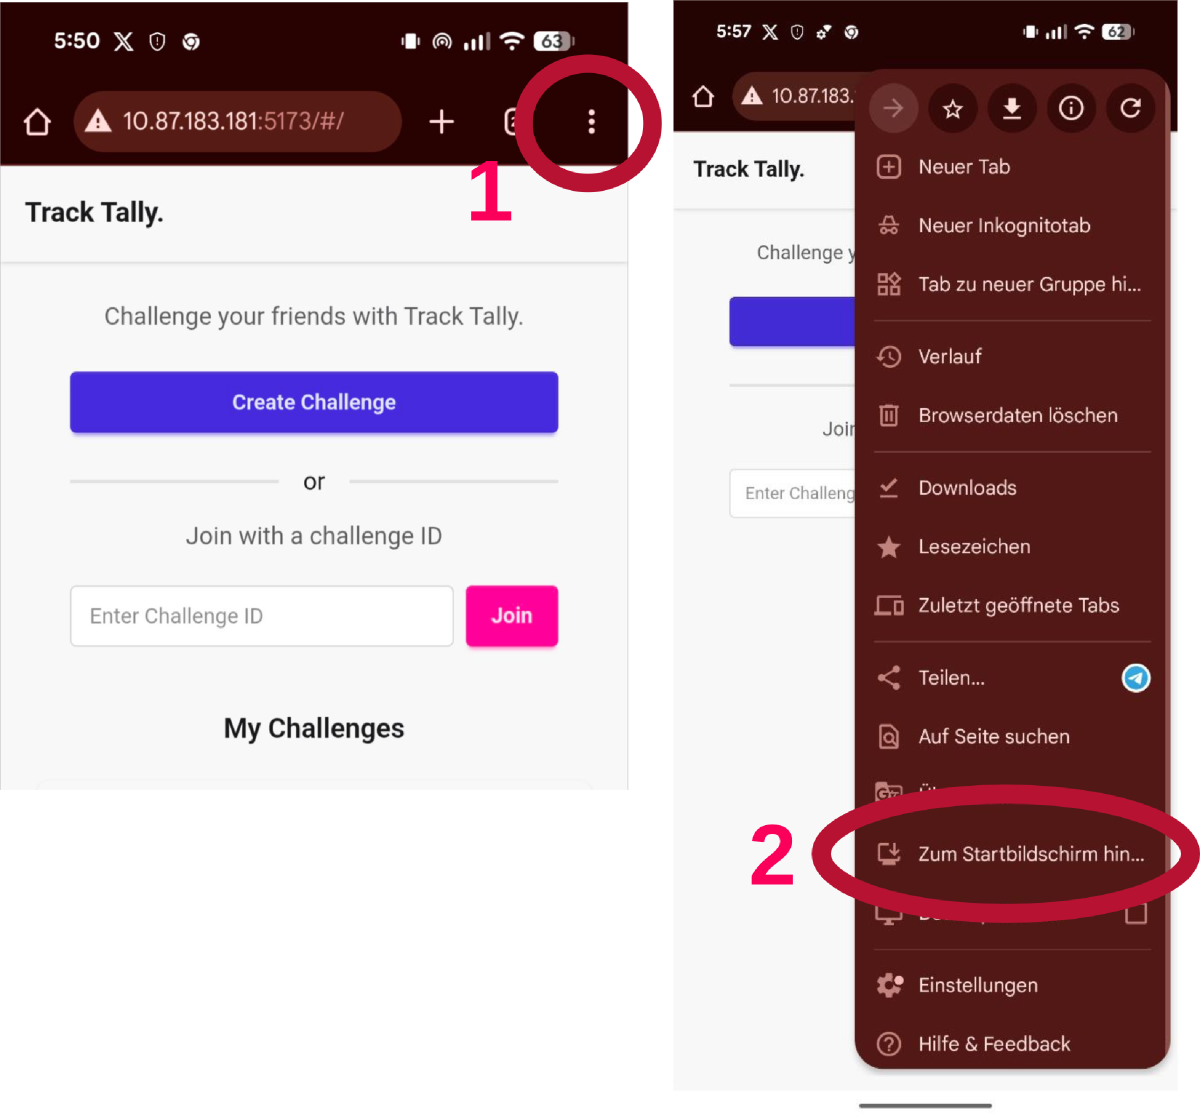 5:50
63
10.87.183.181:5173/#/
1
Track Tally.
Challenge your friends with Track Tally.
Create Challenge
or
Join with a challenge ID
Enter Challenge ID
Join
My Challenges
5:57
62
10.87.183.
Track Tally.
Challenge y
Join
Enter Challeng
Neuer Tab
Neuer Inkognitotab
Tab zu neuer Gruppe hi...
Verlauf
Browserdaten löschen
Downloads
Lesezeichen
Zuletzt geöffnete Tabs
Teilen...
Auf Seite suchen
2
Zum Startbildschirm hin...
Einstellungen
Hilfe & Feedback